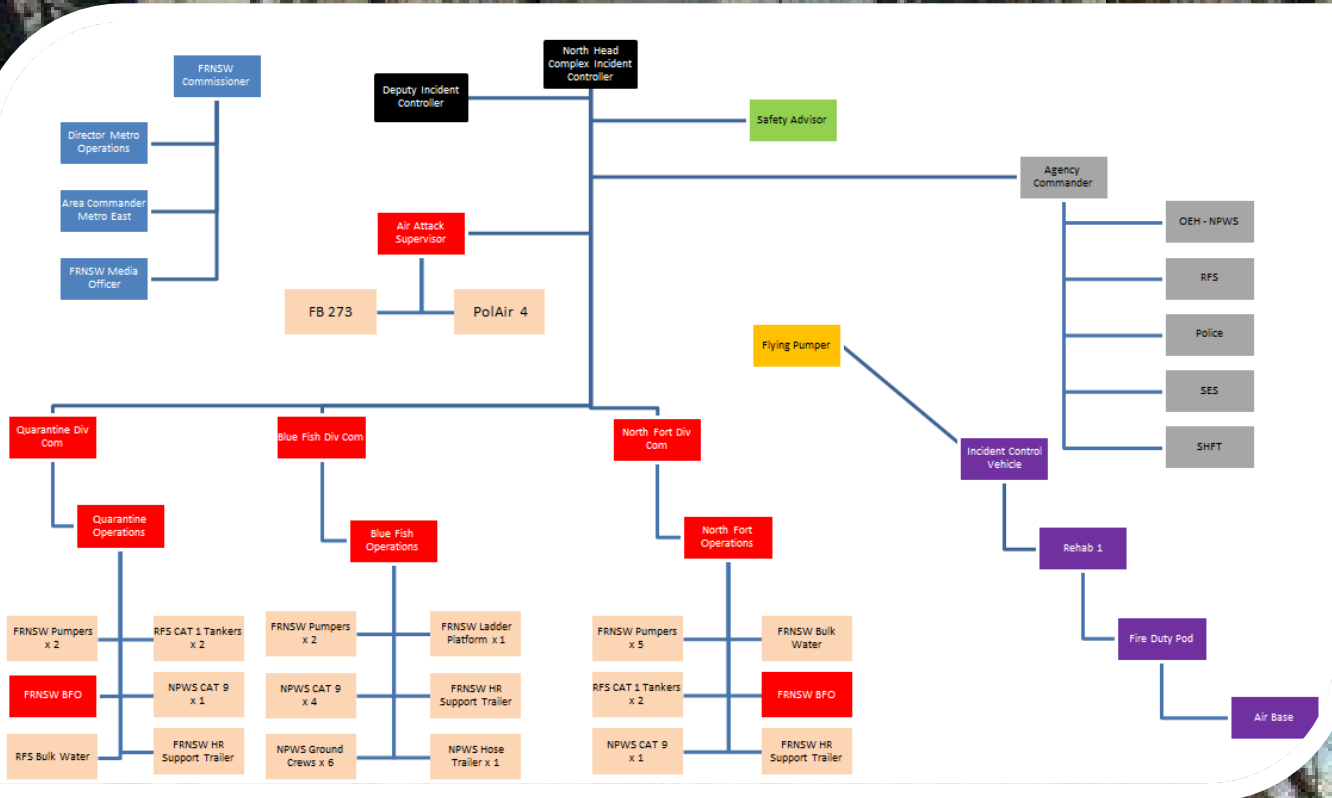 FRNSW
Commissioner
Director Metro
Operations
Area Commander
Metro East
FRNSW Media
Officer
North Head
Complex Incident
Controller
Deputy Incident
Controller
Safety Advisor
Agency
Commander
OEH - NPWS
RFS
Police
SES
SHFT
Air Attack
Supervisor
FB 273
PolAir 4
Flying Pumper
Incident Control
Vehicle
Rehab 1
Fire Duty Pod
Air Base
Quarantine Div
Com
Quarantine
Operations
FRNSW Pumpers
x 2
RFS CAT 1 Tankers
x 2
FRNSW BFO
NPWS CAT 9
x 1
RFS Bulk Water
FRNSW HR
Support Trailer
Blue Fish Div Com
Blue Fish
Operations
FRNSW Pumpers
x 2
FRNSW Ladder
Platform x 1
NPWS CAT 9
x 4
FRNSW HR
Support Trailer
NPWS Ground
Crews x 6
NPWS Hose
Trailer x 1
North Fort Div
Com
North Fort
Operations
FRNSW Pumpers
x 5
FRNSW Bulk
Water
RFS CAT 1 Tankers
x 2
FRNSW BFO
NPWS CAT 9
x 1
FRNSW HR
Support Trailer